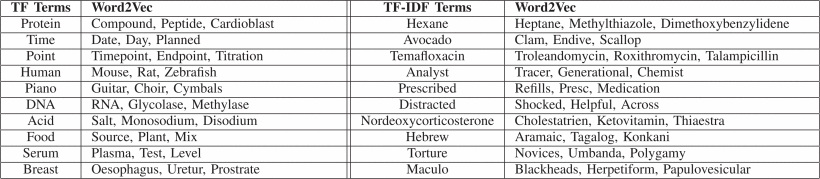 TF Terms Word2Vec TF-IDF Terms Word2Vec
Protein Compound, Peptide, Cardioblast Hexane Heptane, Methylthiazole, Dimethoxybenzylidene
Time Date, Day, Planned Avocado Clam, Endive, Scallop
Point Timepoint, Endpoint, Titration Temafloxacin Troleandomycin, Roxithromycin, Talampicillin
Human Mouse, Rat, Zebrafish Analyst Tracer, Generational, Chemist
Piano Guitar, Choir, Cymbals Prescribed Refills, Presc, Medication
DNA RNA, Glycolase, Methylase Distracted Shocked, Helpful, Across
Acid Salt, Monosodium, Disodium Nordeoxycorticosterone Cholestatrien, Ketovitamin, Thiaestra
Food Source, Plant, Mix Hebrew Aramaic, Tagalog, Konkani
Serum Plasma, Test, Level Torture Novices, Umbanda, Polygamy
Breast Oesophagus, Uretur, Prostrate Maculo Blackheads, Herpetiform, Papulovesicular